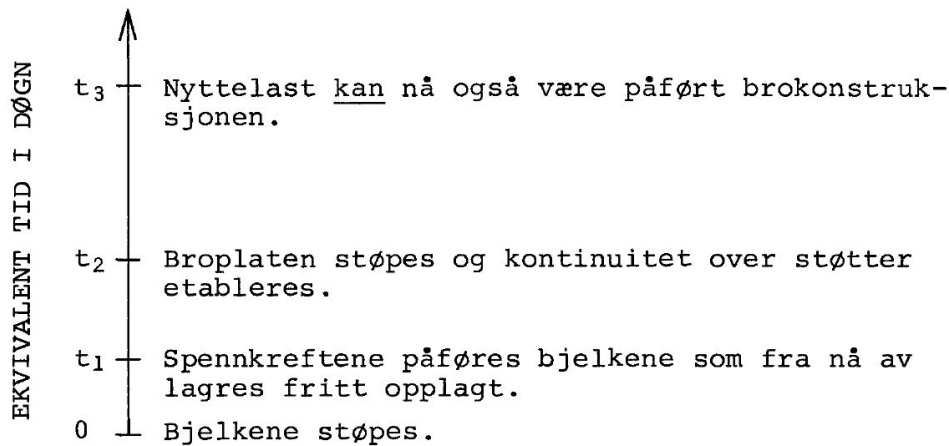 EKVIVALENT TID I DØGN
t3 Nyttelast kan nå også være påført brokonstruk-
sjonen.
t2 Broplaten støpes og kontinuitet over støtter
etableres.
t1 Spennkreftene påføres bjelkene som fra nå av
lagres fritt opplagt.
0 Bjelkene støpes.